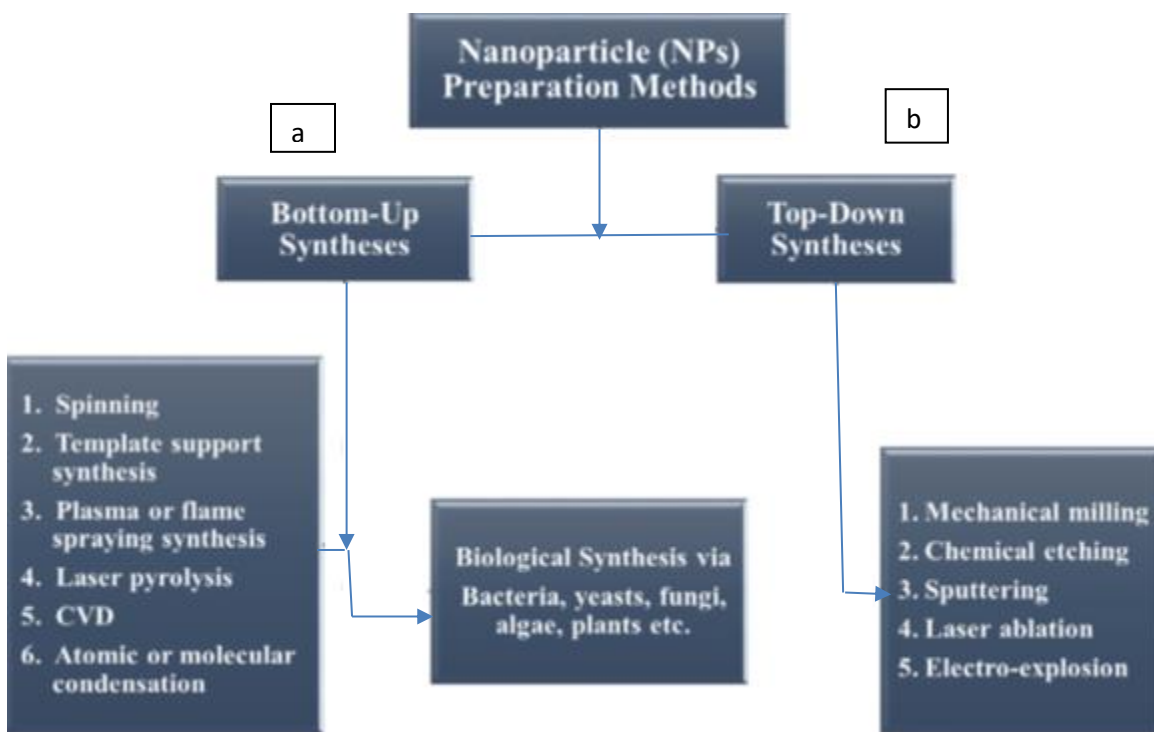 Nanoparticle (NPs)
Preparation Methods
a
b
Bottom-Up
Syntheses
Top-Down
Syntheses
1. Spinning
2. Template support
synthesis
3. Plasma or flame
spraying synthesis
4. Laser pyrolysis
5. CVD
6. Atomic or molecular
condensation
Biological Synthesis via
Bacteria, yeasts, fungi,
algae, plants etc.
1. Mechanical milling
2. Chemical etching
3. Sputtering
4. Laser ablation
5. Electro-explosion